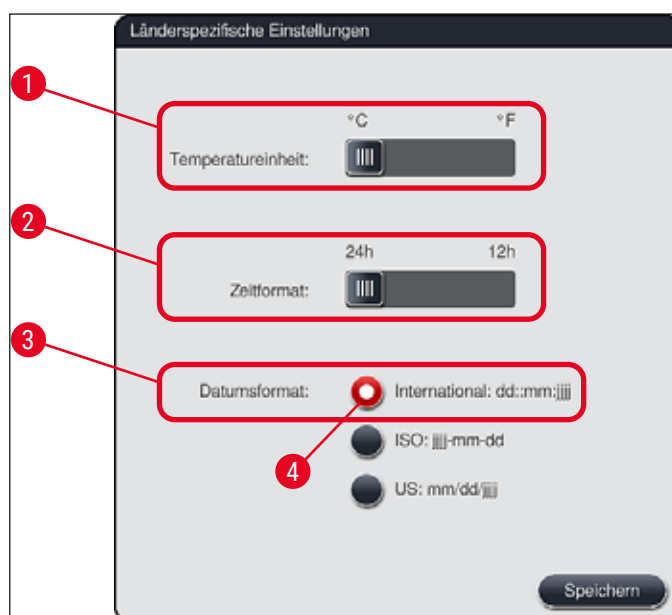 Länderspezifische Einstellungen
1
°C °F
Temperatureinheit:
2
24h 12h
Zeitformat:
3
Datumsformat: International: dd::mm:jjjj
4
ISO: jjjj-mm-dd
US: mm/dd/jjjj
Speichern